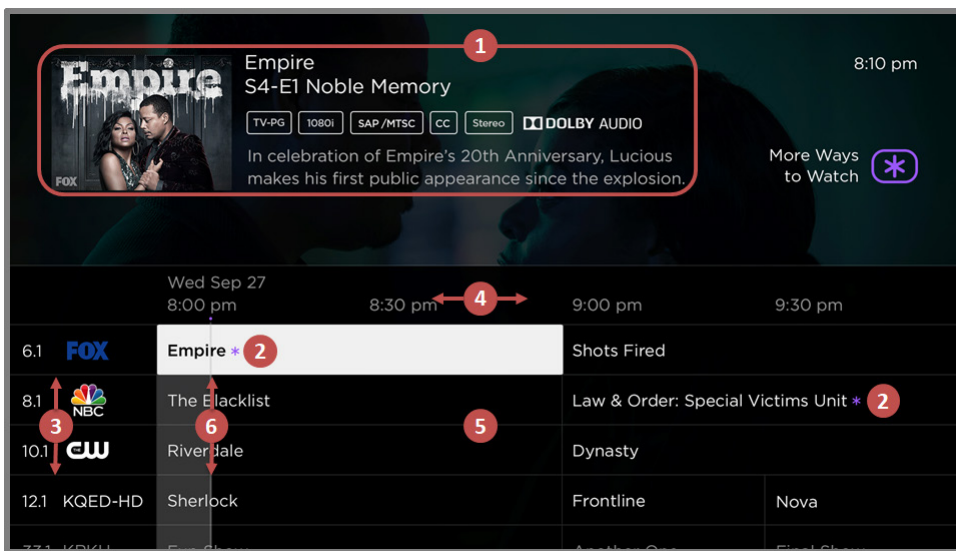 1
Empire
FOX
Empire
S4-E1 Noble Memory
TV-PG 1080i SAP/MTSC CC Stereo DOLBY AUDIO
In celebration of Empire's 20th Anniversary, Lucious
makes his first public appearance since the explosion.
8:10 pm
More Ways
to Watch *
Wed Sep 27
8:00 pm 8:30 pm 4 9:00 pm 9:30 pm
6.1 FOX Empire * 2 Shots Fired
8.1 NBC The Blacklist Law & Order: Special Victims Unit * 2
3 6 5
10.1 THE CW Riverdale Dynasty
12.1 KQED-HD Sherlock Frontline Nova